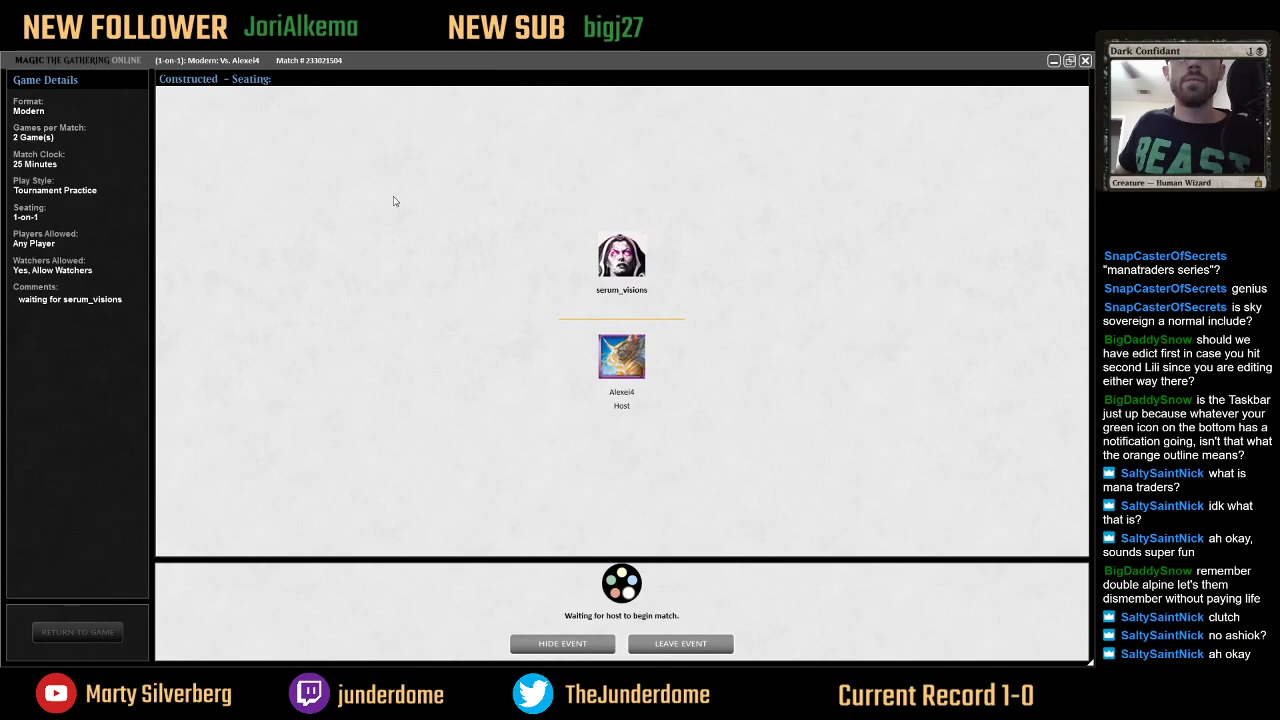 NEW FOLLOWER JoriAlkema NEW SUB bigj27
MAGIC THE GATHERING ONLINE (1-on-1): Modern: Vs. Alexei4 Match # 233021504
Game Details
Format:
Modern
Games per Match:
2 Game(s)
Match Clock:
25 Minutes
Play Style:
Tournament Practice
Seating:
1-on-1
Players Allowed:
Any Player
Watchers Allowed:
Yes, Allow Watchers
Comments:
waiting for serum_visions
RETURN TO GAME
Constructed - Seating:
serum_visions
Alexei4
Host
Waiting for host to begin match.
HIDE EVENT LEAVE EVENT
Dark Confidant 1
BEAST
Creature — Human Wizard
SnapCasterOfSecrets
"manatraders series"?
SnapCasterOfSecrets genius
SnapCasterOfSecrets is sky
sovereign a normal include?
BigDaddySnow should we
have edict first in case you hit
second Lili since you are editing
either way there?
BigDaddySnow is the Taskbar
just up because whatever your
green icon on the bottom has a
notification going, isn't that what
the orange outline means?
SaltySaintNick what is
mana traders?
SaltySaintNick idk what
that is?
SaltySaintNick ah okay,
sounds super fun
BigDaddySnow remember
double alpine let's them
dismember without paying life
SaltySaintNick clutch
SaltySaintNick no ashiok?
SaltySaintNick ah okay
Marty Silverberg junderdome TheJunderdome Current Record 1-0